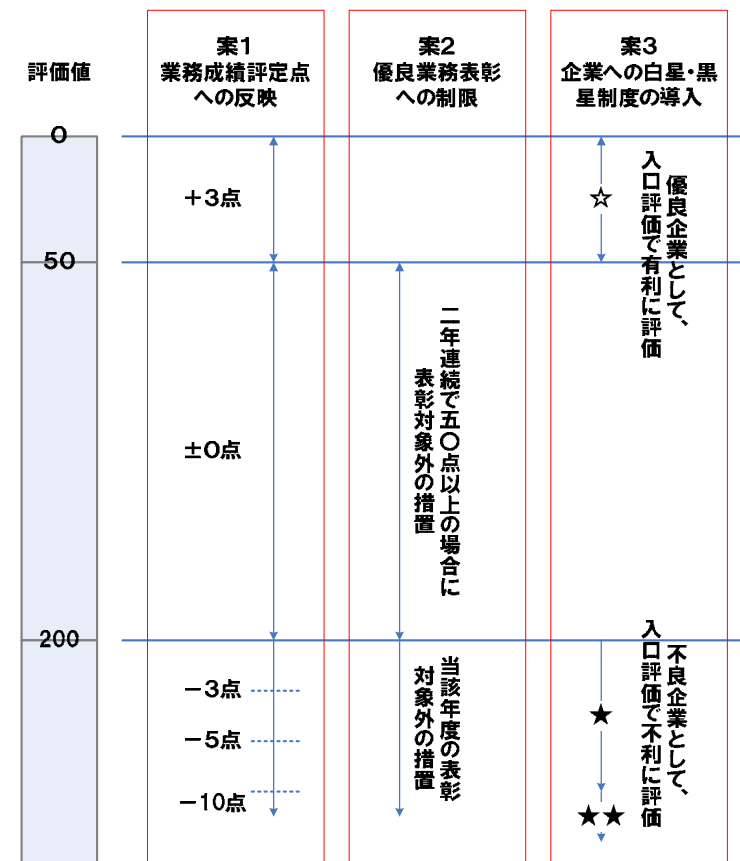 評価値
案1
業務成績評定点
への反映
案2
優良業務表彰
への制限
案3
企業への白星・黒
星制度の導入
0
50
200
+3点
±0点
-3点
-5点
-10点
二年連続で五〇点以上の場合に
表彰対象外の措置
当該年度の表彰
対象外の措置
☆
優良企業として、
入口評価で有利に評価
★
★★
不良企業として、
入口評価で不利に評価